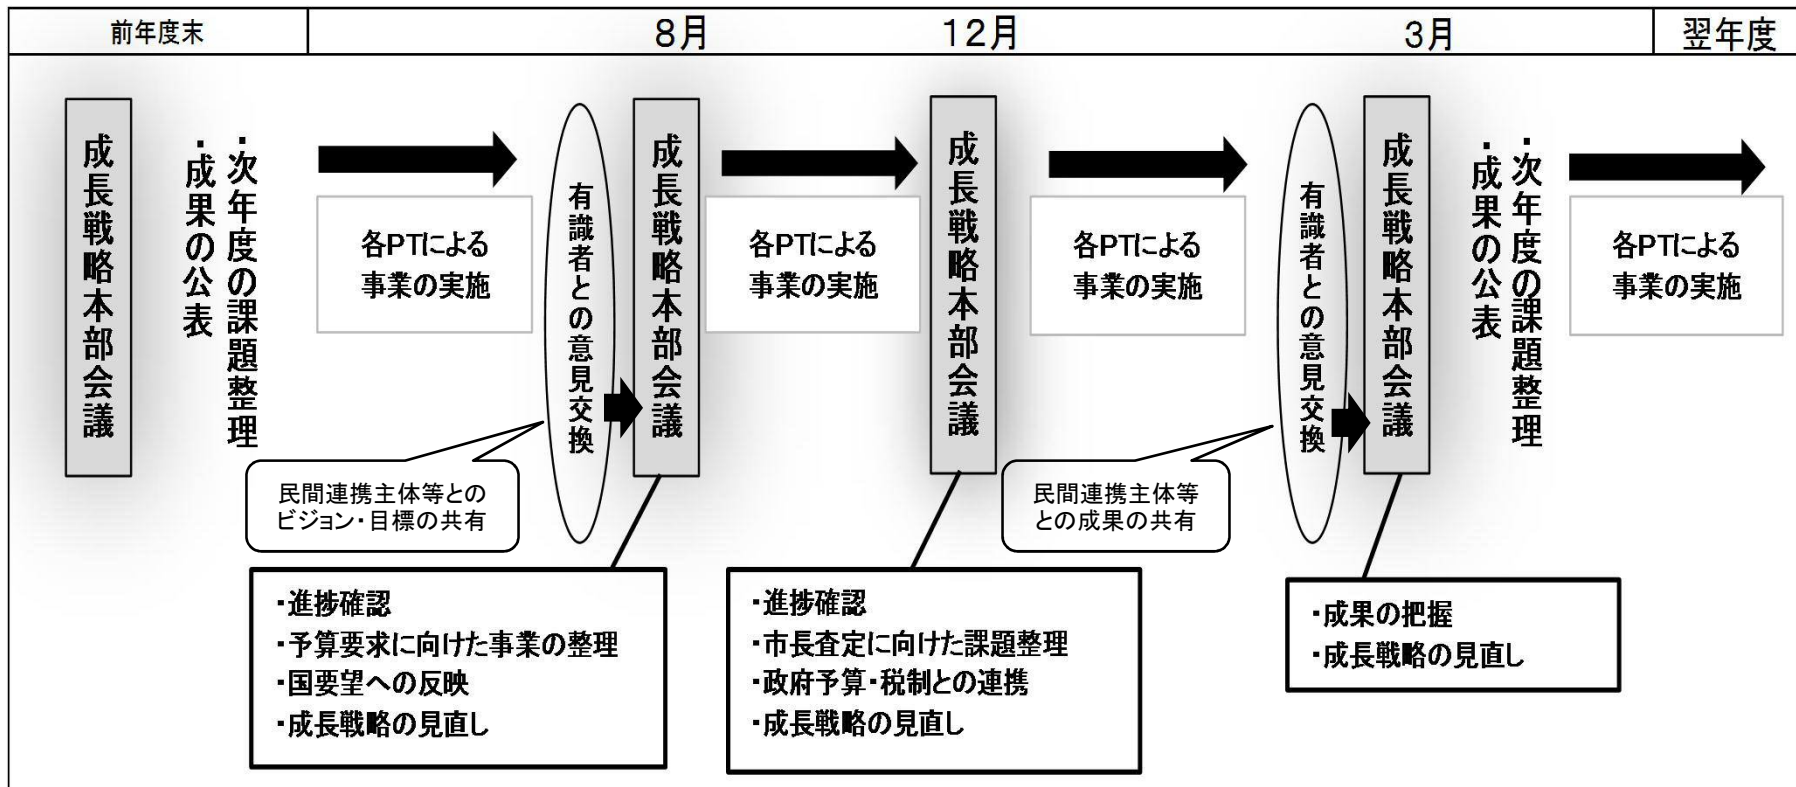 前年度末
8月
12月
3月
翌年度
成長戦略本部会議
・次年度の課題整理
・成果の公表
各PTによる
事業の実施
有識者との意見交換
民間連携主体等との
ビジョン・目標の共有
成長戦略本部会議
・進捗確認
・予算要求に向けた事業の整理
・国要望への反映
・成長戦略の見直し
各PTによる
事業の実施
成長戦略本部会議
・進捗確認
・市長査定に向けた課題整理
・政府予算・税制との連携
・成長戦略の見直し
各PTによる
事業の実施
有識者との意見交換
民間連携主体等
との成果の共有
成長戦略本部会議
・成果の把握
・成長戦略の見直し
・次年度の課題整理
・成果の公表
各PTによる
事業の実施